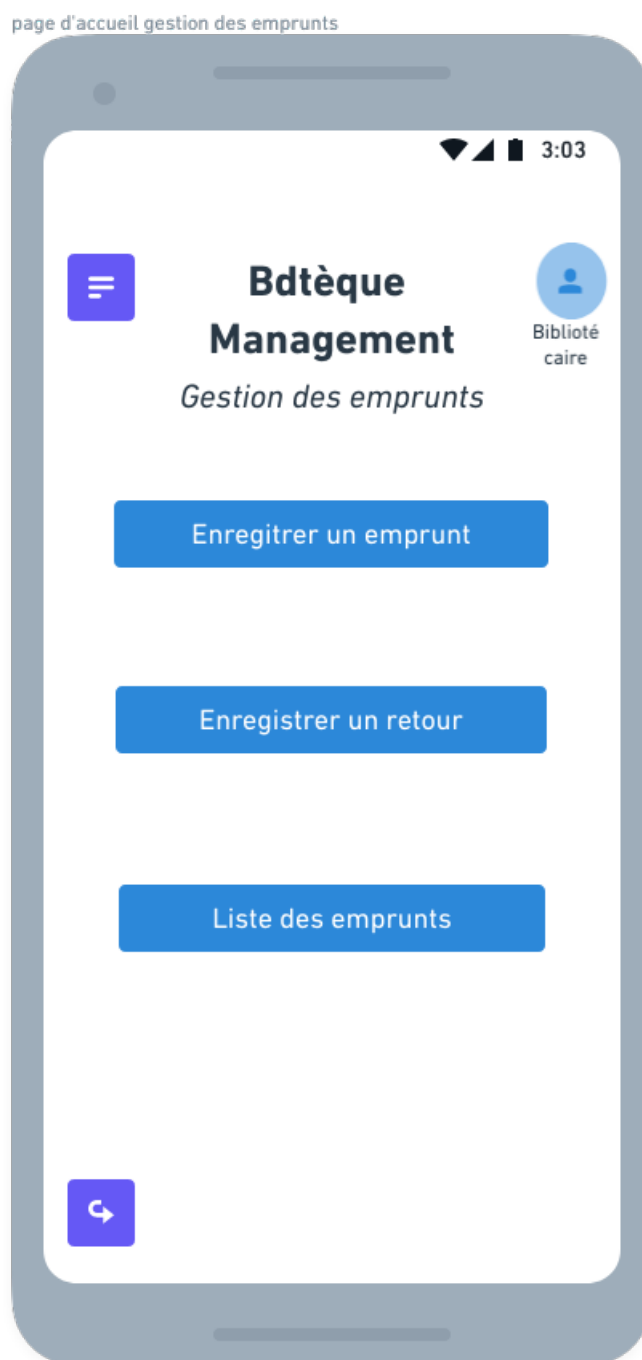 page d'accueil gestion des emprunts
3:03
Bdtèque
Management
Gestion des emprunts
Biblioté
caire
Enregitrer un emprunt
Enregistrer un retour
Liste des emprunts